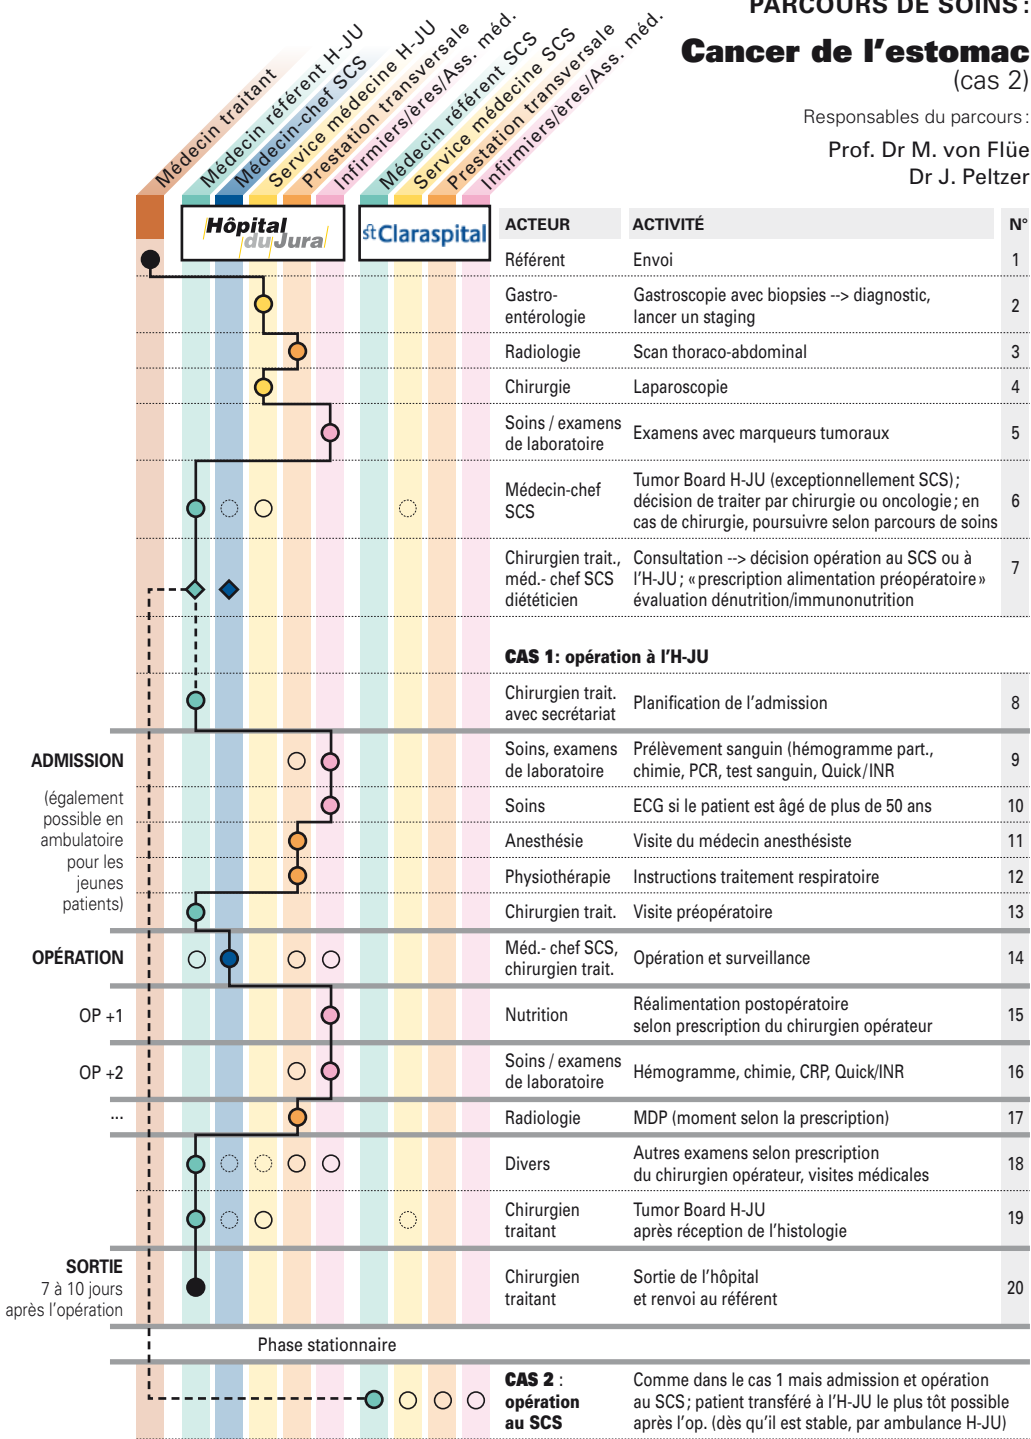 PARCOURS DE SOINS :
Cancer de l'estomac
(cas 2)
Responsables du parcours :
Prof. Dr M. von Flüe
Dr J. Peltzer
Médecin traitant
Médecin référent H-JU
Médecin-chef SCS
Service médecine H-JU
Prestation transversale
Infirmiers/ères/Ass. méd.
Médecin référent SCS
Service médecine SCS
Prestation transversale
Infirmiers/ères/Ass. méd.
Hôpital
du Jura
st Claraspital
ACTEUR ACTIVITÉ N°
Référent Envoi 1
Gastro- Gastroscopie avec biopsies --> diagnostic,
entérologie lancer un staging 2
Radiologie Scan thoraco-abdominal 3
Chirurgie Laparoscopie 4
Soins / examens
de laboratoire Examens avec marqueurs tumoraux 5
Médecin-chef Tumor Board H-JU (exceptionnellement SCS) ;
SCS décision de traiter par chirurgie ou oncologie ; en 6
cas de chirurgie, poursuivre selon parcours de soins
Chirurgien trait., Consultation --> décision opération au SCS ou à
méd.- chef SCS l'H-JU ; «prescription alimentation préopératoire» 7
diététicien évaluation dénutrition/immunonutrition
CAS 1 : opération à l'H-JU
Chirurgien trait.
avec secrétariat Planification de l'admission 8
ADMISSION
(également
possible en
ambulatoire
pour les
jeunes
patients)
Soins, examens Prélèvement sanguin (hémogramme part.,
de laboratoire chimie, PCR, test sanguin, Quick/INR 9
Soins ECG si le patient est âgé de plus de 50 ans 10
Anesthésie Visite du médecin anesthésiste 11
Physiothérapie Instructions traitement respiratoire 12
Chirurgien trait. Visite préopératoire 13
OPÉRATION
Méd.- chef SCS,
chirurgien trait. Opération et surveillance 14
OP +1
Nutrition Réalimentation postopératoire
selon prescription du chirurgien opérateur 15
OP +2
Soins / examens
de laboratoire Hémogramme, chimie, CRP, Quick/INR 16
...
Radiologie MDP (moment selon la prescription) 17
Divers Autres examens selon prescription
du chirurgien opérateur, visites médicales 18
Chirurgien Tumor Board H-JU
traitant après réception de l'histologie 19
SORTIE
7 à 10 jours
après l'opération
Chirurgien Sortie de l'hôpital
traitant et renvoi au référent 20
Phase stationnaire
CAS 2 : Comme dans le cas 1 mais admission et opération
opération au SCS ; patient transféré à l'H-JU le plus tôt possible
au SCS après l'op. (dès qu'il est stable, par ambulance H-JU)